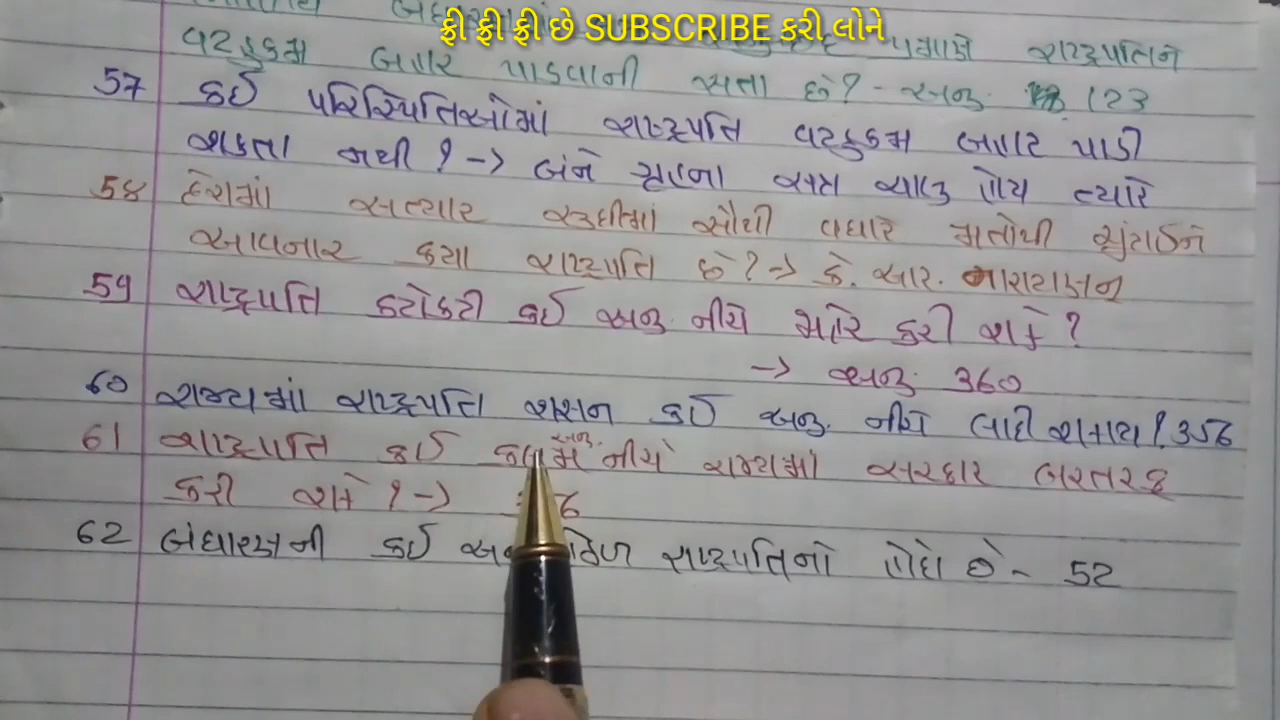 ફ્રી ફ્રી ફ્રી છે SUBSCRIBE કરી લોને
પ્રમાણે રાષ્ટ્રપતિને
વટહુકમ બહાર પાડવાની સત્તા છે? - અનુ. 123
57 કઈ પરિસ્થિતિઓમાં રાષ્ટ્રપતિ વટહુકમ બહાર પાડી
શકતા નથી? -> બંને ગૃહના સત્ર ચાલુ હોય ત્યારે
58 દેશમાં અત્યાર સુધીમાં સૌથી વધારે મતોથી ચૂંટાઈને
આવનાર કયા રાષ્ટ્રપતિ છે? -> કે. આર. નારાયણન્
59 રાષ્ટ્રપતિ કટોકટી કઈ અનુ. નીચે જાહેર કરી શકે?
-> અનુ. 360
60 રાજ્યમાં રાષ્ટ્રપતિ શાસન કઈ અનુ. નીચે લાદી શકાય? 356
61 રાષ્ટ્રપતિ કઈ કલમ અનુ. નીચે રાજ્યમાં સરકાર બરતરફ
કરી શકે? ->
62 બંધારણની કઈ રાષ્ટ્રપતિનો હોદ્દો છે - 52